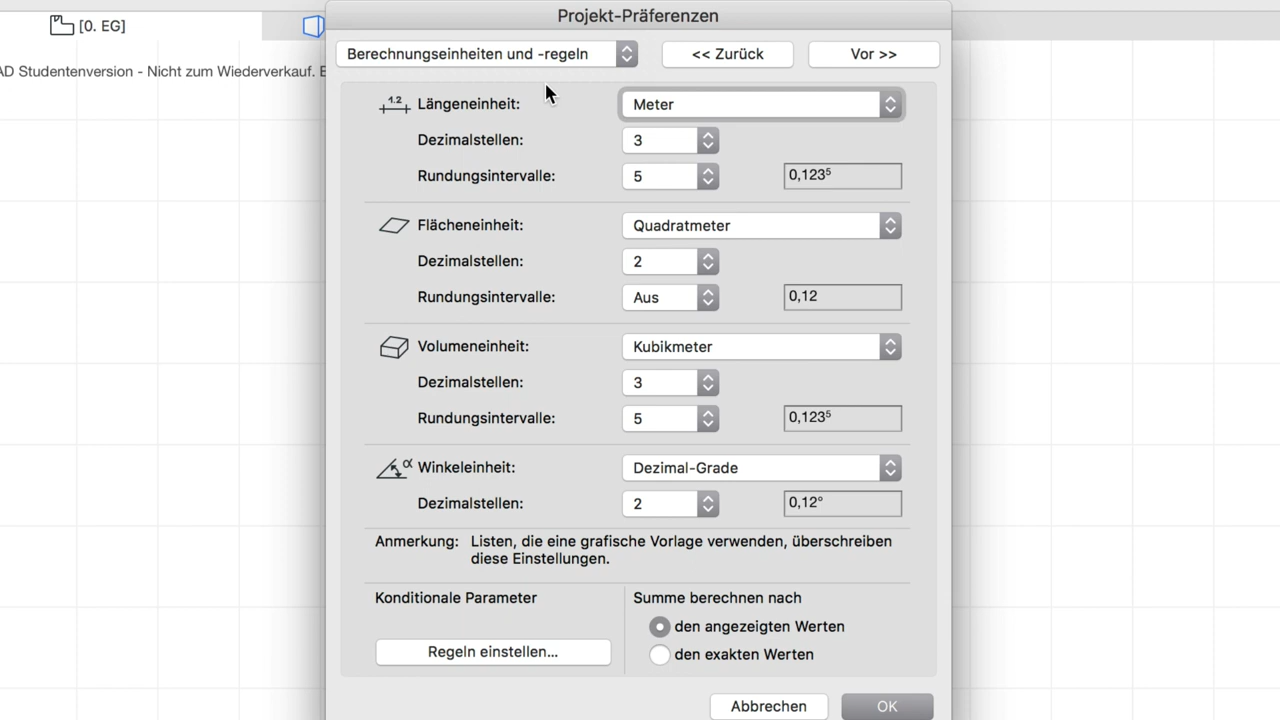 Projekt-Präferenzen
[0. EG]
Berechnungseinheiten und -regeln
<< Zurück
Vor >>
AD Studentenversion - Nicht zum Wiederverkauf. E
1.2
Längeneinheit:
Meter
Dezimalstellen:
3
Rundungsintervalle:
5
0,123⁵
Flächeneinheit:
Quadratmeter
Dezimalstellen:
2
Rundungsintervalle:
Aus
0,12
Volumeneinheit:
Kubikmeter
Dezimalstellen:
3
Rundungsintervalle:
5
0,123⁵
α
Winkeleinheit:
Dezimal-Grade
Dezimalstellen:
2
0,12°
Anmerkung: Listen, die eine grafische Vorlage verwenden, überschreiben
diese Einstellungen.
Konditionale Parameter
Regeln einstellen...
Summe berechnen nach
den angezeigten Werten
den exakten Werten
Abbrechen
OK